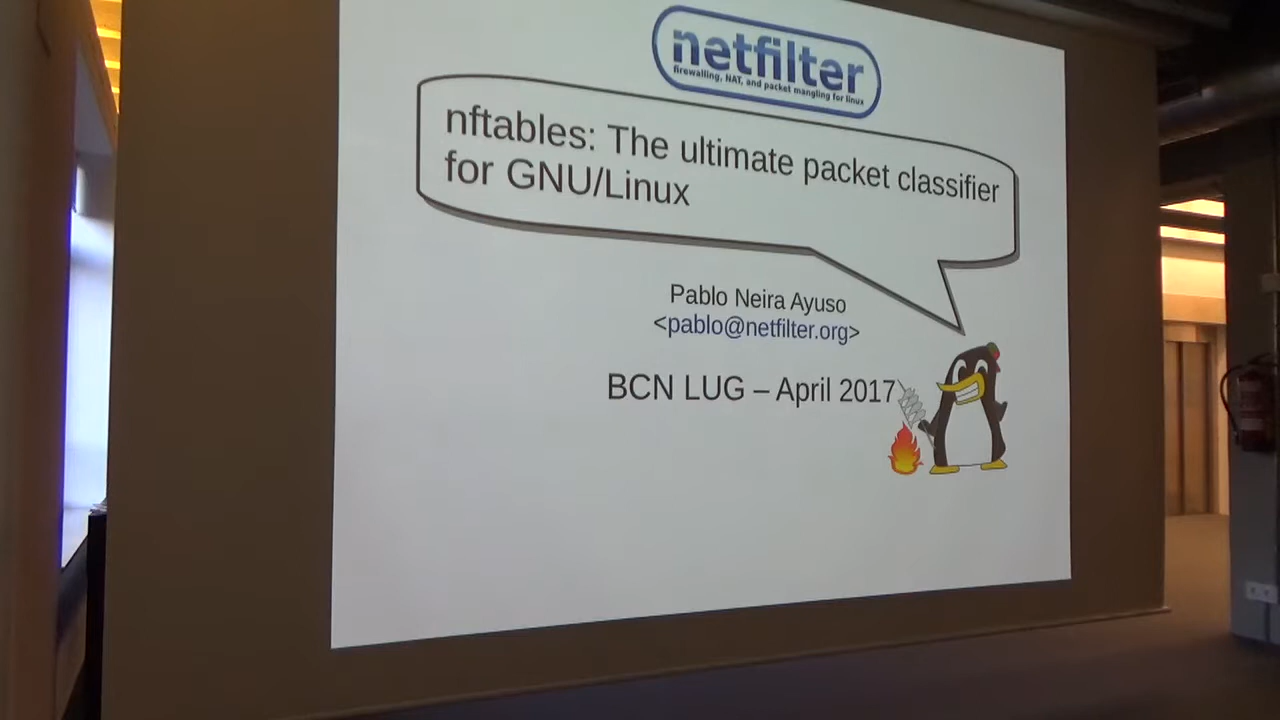 netfilter
firewalling, NAT, and packet mangling for linux
nftables: The ultimate packet classifier
for GNU/Linux
Pablo Neira Ayuso
<pablo@netfilter.org>
BCN LUG – April 2017